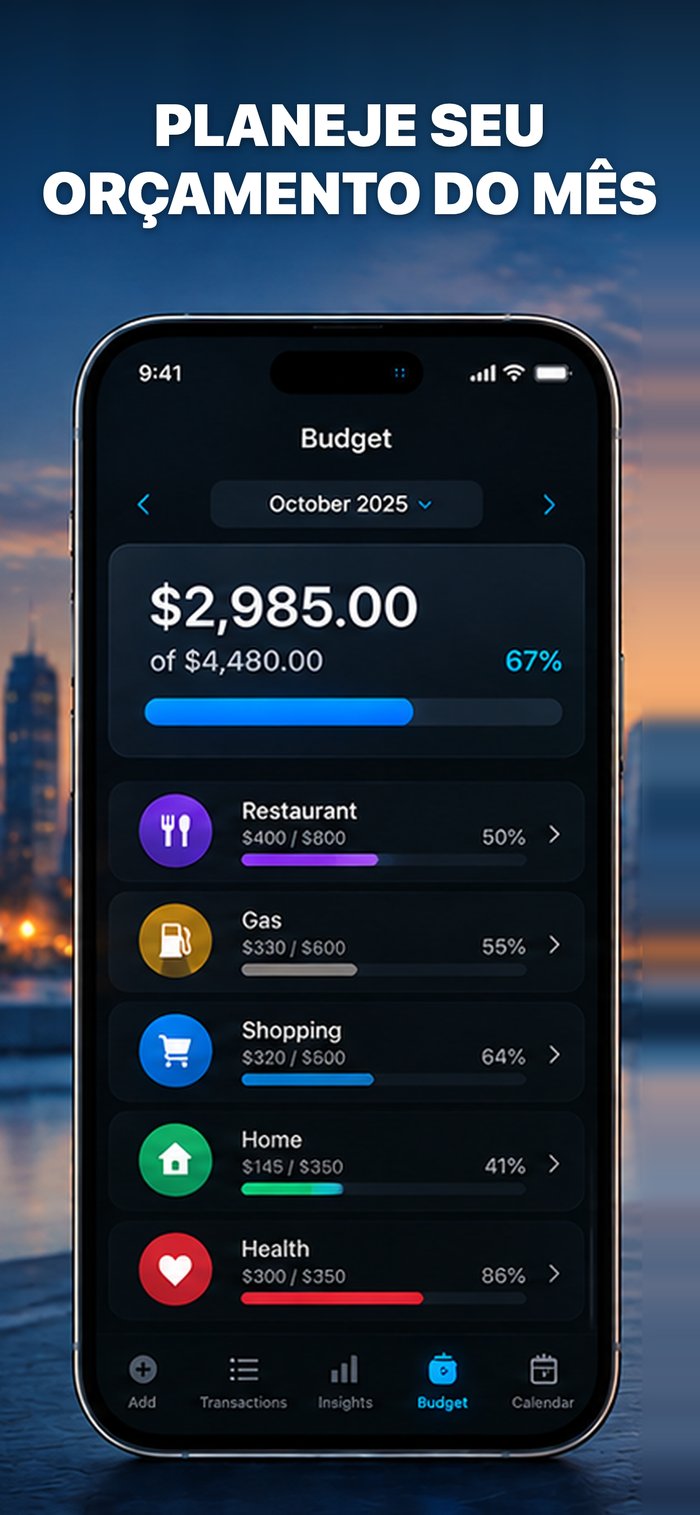 PLANEJE SEU
ORÇAMENTO DO MÊS
9:41
Budget
October 2025
$2,985.00
of $4,480.00
67%
Restaurant
$400 / $800
50%
Gas
$330 / $600
55%
Shopping
$320 / $600
64%
Home
$145 / $350
41%
Health
$300 / $350
86%
Add
Transactions
Insights
Budget
Calendar